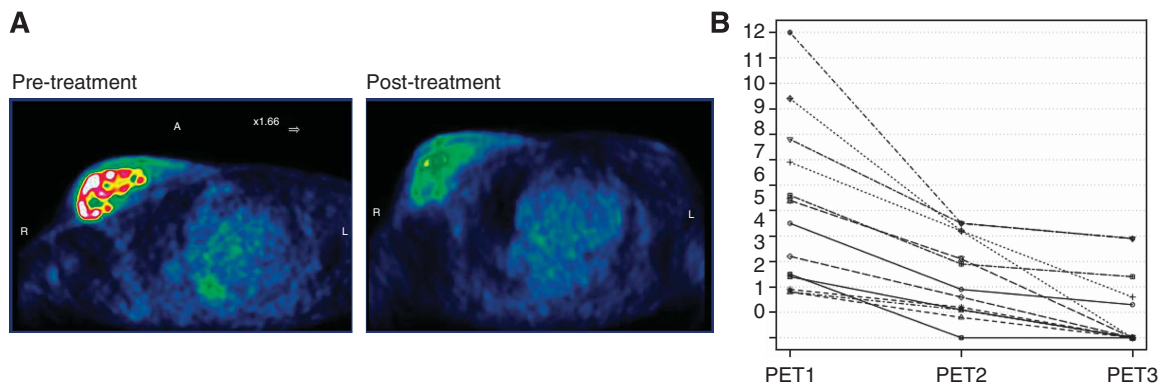 A
B
Pre-treatment
Post-treatment
A
x1.66 ⇒
R
L
R
L
12
11
10
9
8
7
6
5
4
3
2
1
0
PET1
PET2
PET3